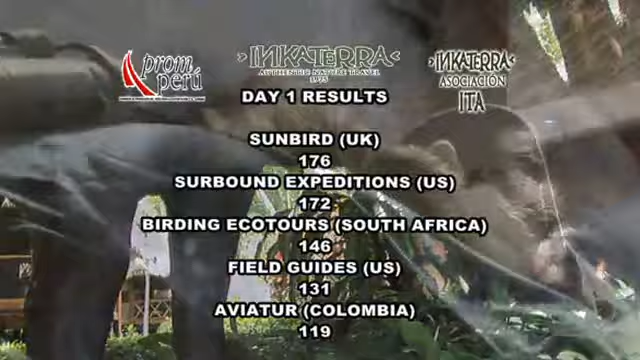 prom
perú
INKATERRA
AUTHENTIC NATURE TRAVEL
1975
INKATERRA
ASOCIACIÓN
ITA
DAY 1 RESULTS
SUNBIRD (UK)
176
SURBOUND EXPEDITIONS (US)
172
BIRDING ECOTOURS (SOUTH AFRICA)
146
FIELD GUIDES (US)
131
AVIATUR (COLOMBIA)
119